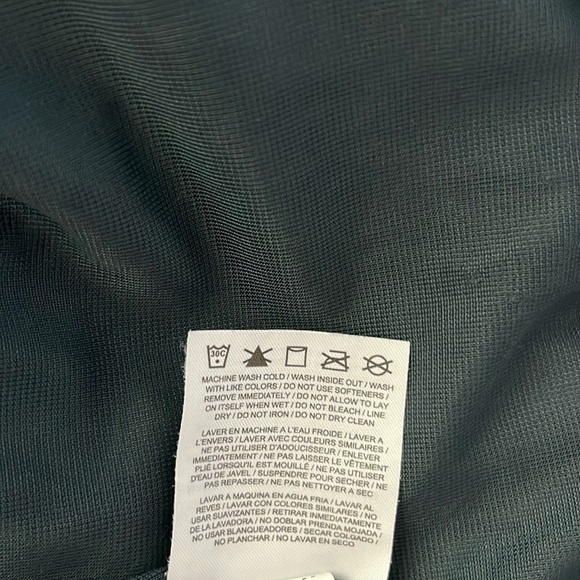 30C
MACHINE WASH COLD / WASH INSIDE OUT / WASH
WITH LIKE COLORS / DO NOT USE SOFTENERS /
REMOVE IMMEDIATELY / DO NOT ALLOW TO LAY
ON ITSELF WHEN WET / DO NOT BLEACH / LINE
DRY / DO NOT IRON / DO NOT DRY CLEAN
LAVER EN MACHINE A L'EAU FROIDE / LAVER A
L'ENVERS / LAVER AVEC COULEURS SIMILAIRES /
NE PAS UTILISER D'ADOUCISSEUR / ENLEVER
IMMEDIATEMENT / NE PAS LAISSER LE VÊTEMENT
PLIÉ LORSQU'IL EST MOUILLÉ / NE PAS UTILISER
D'EAU DE JAVEL / SUSPENDRE POUR SECHER / NE
PAS REPASSER / NE PAS NETTOYER A SEC
LAVAR A MAQUINA EN AGUA FRIA / LAVAR AL
REVES / LAVAR CON COLORES SIMILARES / NO
USAR SUAVIZANTES / RETIRAR INMEDIATAMENTE
DE LA LAVADORA / NO DOBLAR PRENDA MOJADA /
NO USAR BLANQUEADORES / SECAR COLGADO /
NO PLANCHAR / NO LAVAR EN SECO